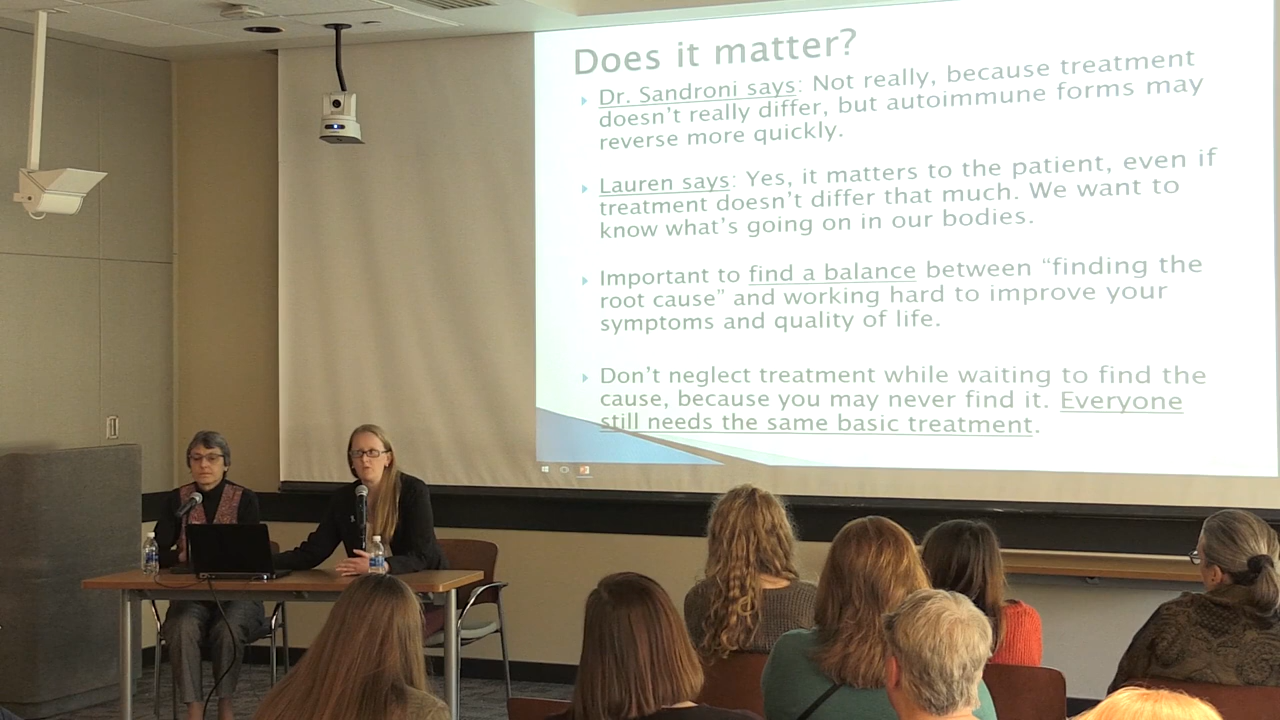 Does it matter?
Dr. Sandroni says: Not really, because treatment
doesn't really differ, but autoimmune forms may
reverse more quickly.
Lauren says: Yes, it matters to the patient, even if
treatment doesn't differ that much. We want to
know what's going on in our bodies.
Important to find a balance between “finding the
root cause” and working hard to improve your
symptoms and quality of life.
Don't neglect treatment while waiting to find the
cause, because you may never find it. Everyone
still needs the same basic treatment.